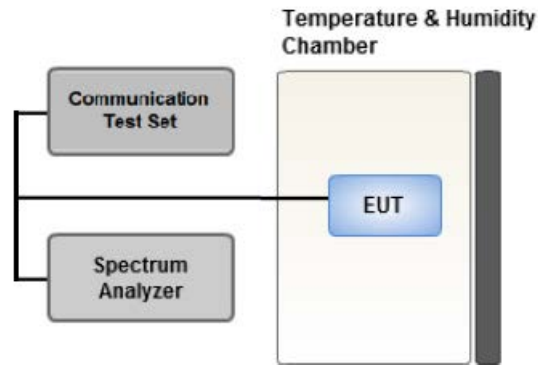 Temperature & Humidity
Chamber
Communication
Test Set
EUT
Spectrum
Analyzer